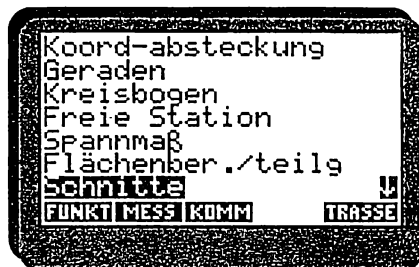 Koord-absteckung
Geraden
Kreisbogen
Freie Station
Spannmaß
Flächenber./teilg
Schnitte ↓
FUNKT MESS KOMM TRASSE